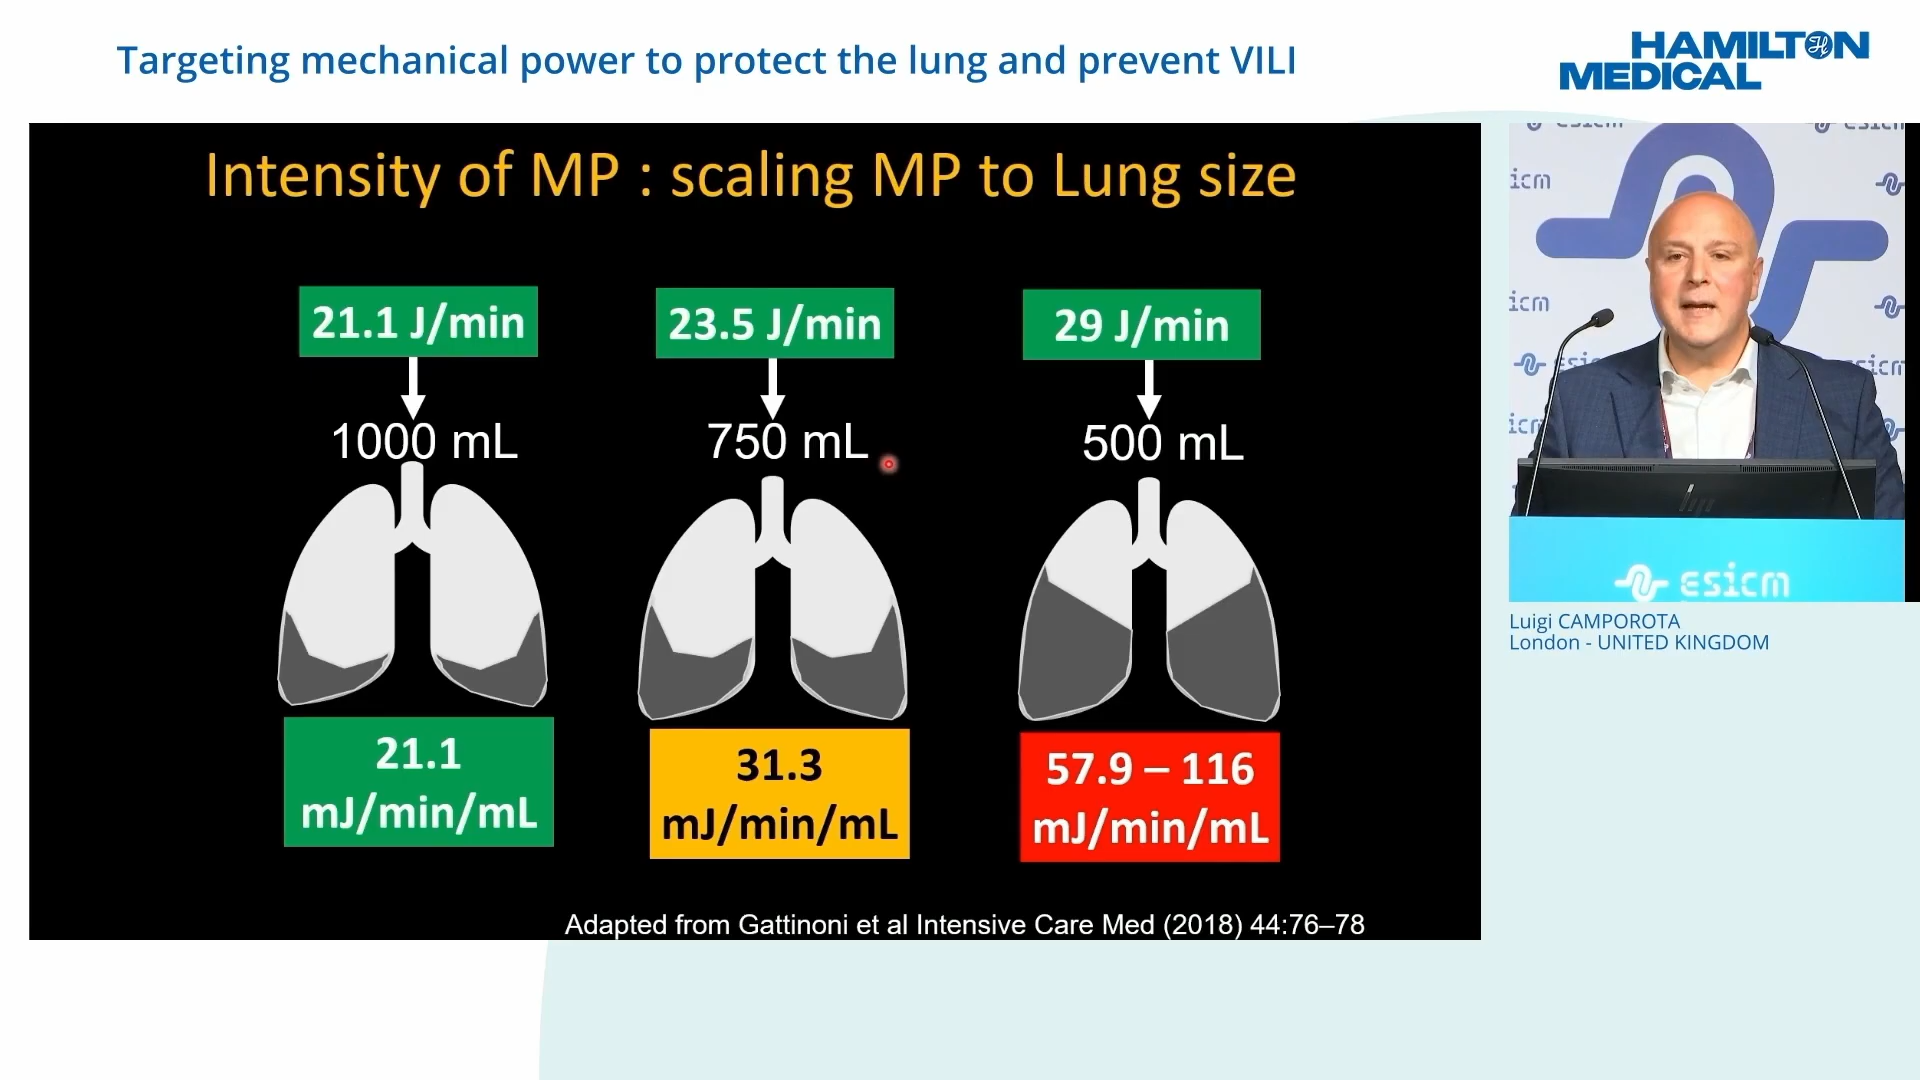 Targeting mechanical power to protect the lung and prevent VILI
HAMILTON
MEDICAL
Intensity of MP : scaling MP to Lung size
21.1 J/min
23.5 J/min
29 J/min
1000 mL
750 mL
500 mL
21.1
mJ/min/mL
31.3
mJ/min/mL
57.9 – 116
mJ/min/mL
Adapted from Gattinoni et al Intensive Care Med (2018) 44:76–78
esicm
Luigi CAMPOROTA
London - UNITED KINGDOM